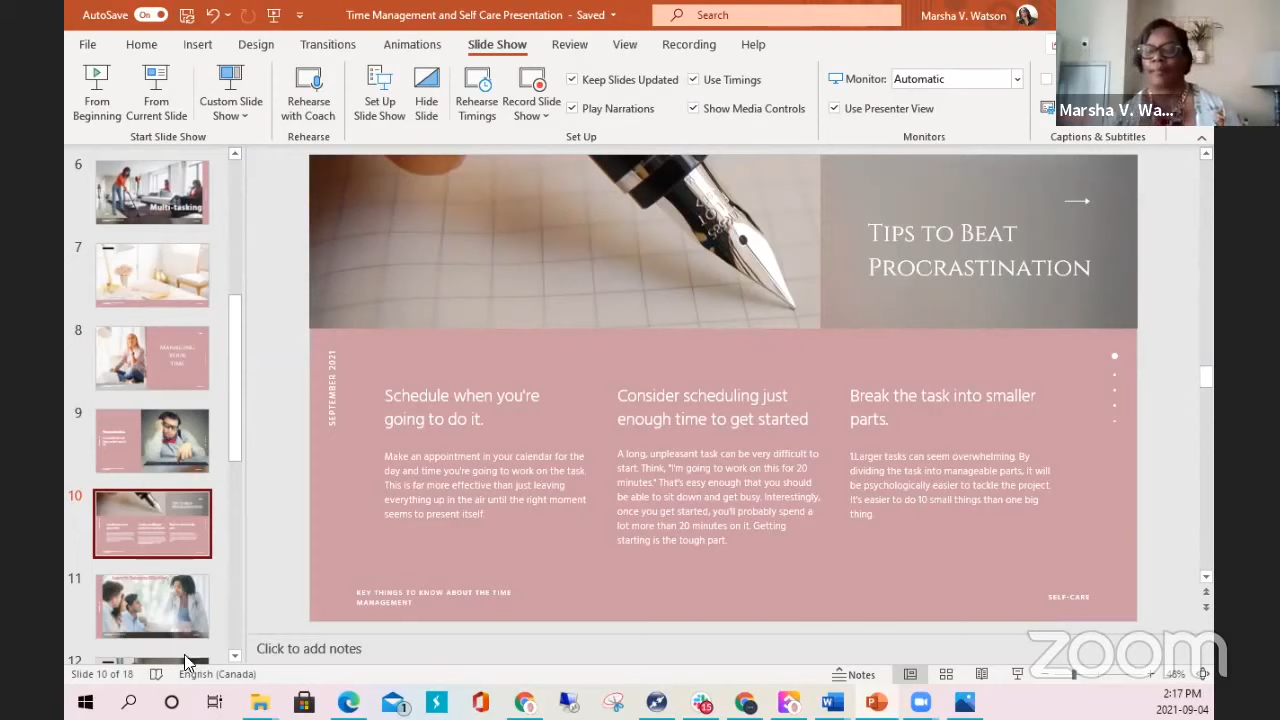 AutoSave On
Time Management and Self Care Presentation - Saved
Search
Marsha V. Watson
File Home Insert Design Transitions Animations Slide Show Review View Recording Help
From Beginning
From Current Slide
Custom Slide Show
Rehearse with Coach
Set Up Slide Show
Hide Slide
Rehearse Timings
Record Slide Show
Keep Slides Updated
Use Timings
Play Narrations
Show Media Controls
Monitor: Automatic
Use Presenter View
Marsha V. Wa...
Start Slide Show
Rehearse
Set Up
Monitors
Captions & Subtitles
6
Multi-tasking
7
8
9
10
11
12
TIPS TO BEAT
PROCRASTINATION
SEPTEMBER 2021
Schedule when you're
going to do it.
Make an appointment in your calendar for the
day and time you're going to work on the task.
This is far more effective than just leaving
everything up in the air until the right moment
seems to present itself.
Consider scheduling just
enough time to get started
A long, unpleasant task can be very difficult to
start. Think, "I'm going to work on this for 20
minutes." That's easy enough that you should
be able to sit down and get busy. Interestingly,
once you get started, you'll probably spend a
lot more than 20 minutes on it. Getting
starting is the tough part.
Break the task into smaller
parts.
1.Larger tasks can seem overwhelming. By
dividing the task into manageable parts, it will
be psychologically easier to tackle the project.
It's easier to do 10 small things than one big
thing.
KEY THINGS TO KNOW ABOUT THE TIME
MANAGEMENT
SELF-CARE
Click to add notes
zoom
Slide 10 of 18
English (Canada)
Notes
48%
1
15
2:17 PM
2021-09-04